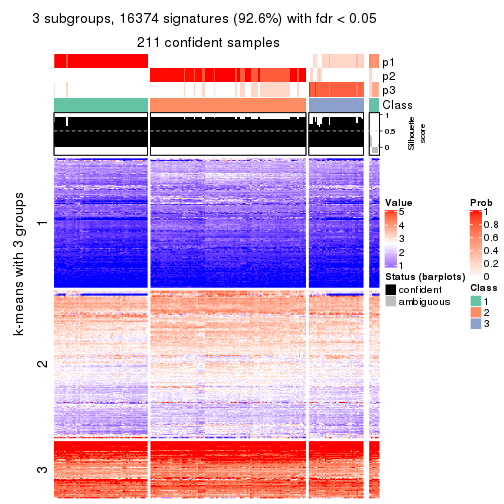 3 subgroups, 16374 signatures (92.6%) with fdr < 0.05
211 confident samples
p1
p2
p3
Class
1
0.5
0
Silhouette
score
k-means with 3 groups
1
2
3
Value
5
4
3
2
1
Status (barplots)
confident
ambiguous
Prob
1
0.8
0.6
0.4
0.2
0
Class
1
2
3